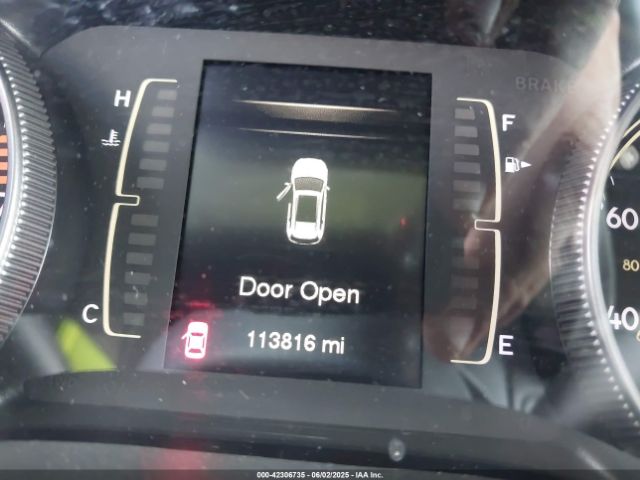 BRAKE
H
F
60
80
Door Open
C
40
E
113816 mi
000-42306735 - 06/02/2025 - IAA Inc.